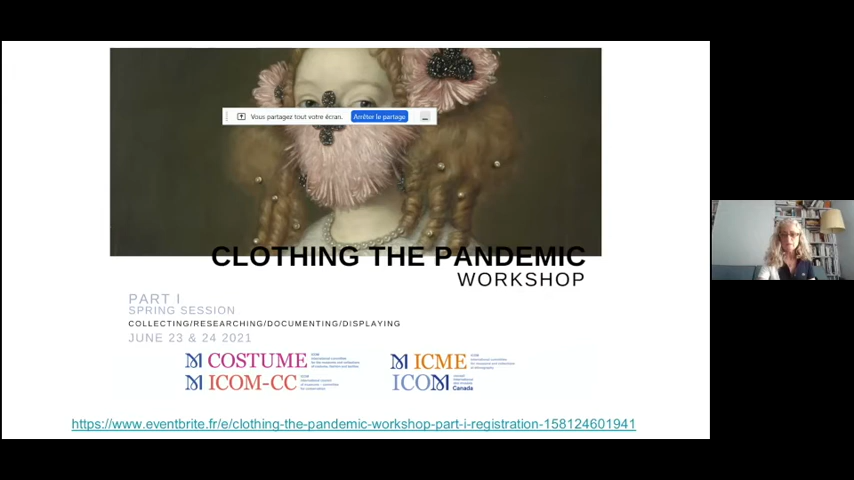 Vous partagez tout votre écran. Arrêter le partage
CLOTHING THE PANDEMIC
WORKSHOP
PART I
SPRING SESSION
COLLECTING/RESEARCHING/DOCUMENTING/DISPLAYING
JUNE 23 & 24 2021
COSTUME
ICME
ICOM-CC
ICOM
Canada
https://www.eventbrite.fr/e/clothing-the-pandemic-workshop-part-i-registration-158124601941